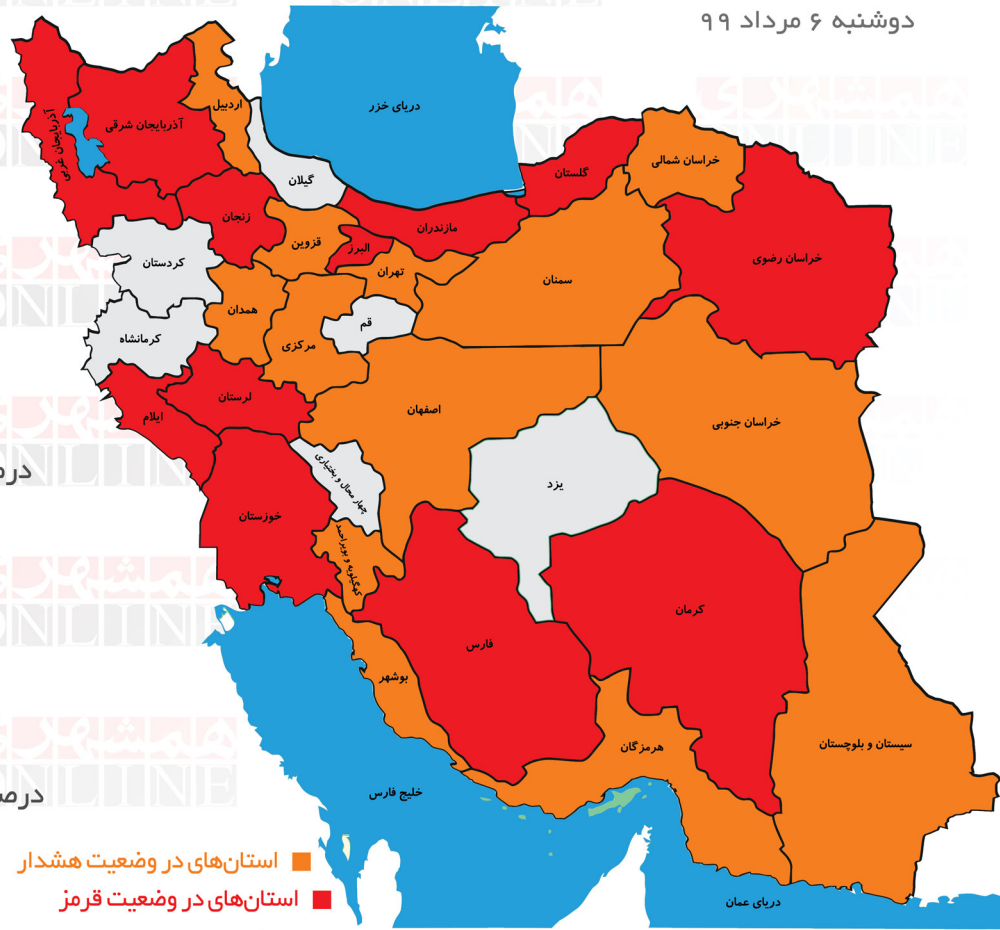 دوشنبه ۶ مرداد ۹۹
دریای خزر
اردبیل
آذربایجان شرقی
آذربایجان غربی
گیلان
خراسان شمالی
گلستان
زنجان
مازندران
قزوین
البرز
خراسان رضوی
کردستان
تهران
سمنان
همدان
قم
کرمانشاه
مرکزی
لرستان
ایلام
اصفهان
خراسان جنوبی
چهار محال و بختیاری
یزد
خوزستان
کهگیلویه و بویراحمد
کرمان
فارس
بوشهر
هرمزگان
سیستان و بلوچستان
خلیج فارس
استان‌های در وضعیت هشدار
استان‌های در وضعیت قرمز
دریای عمان
همشهری
ONLINE